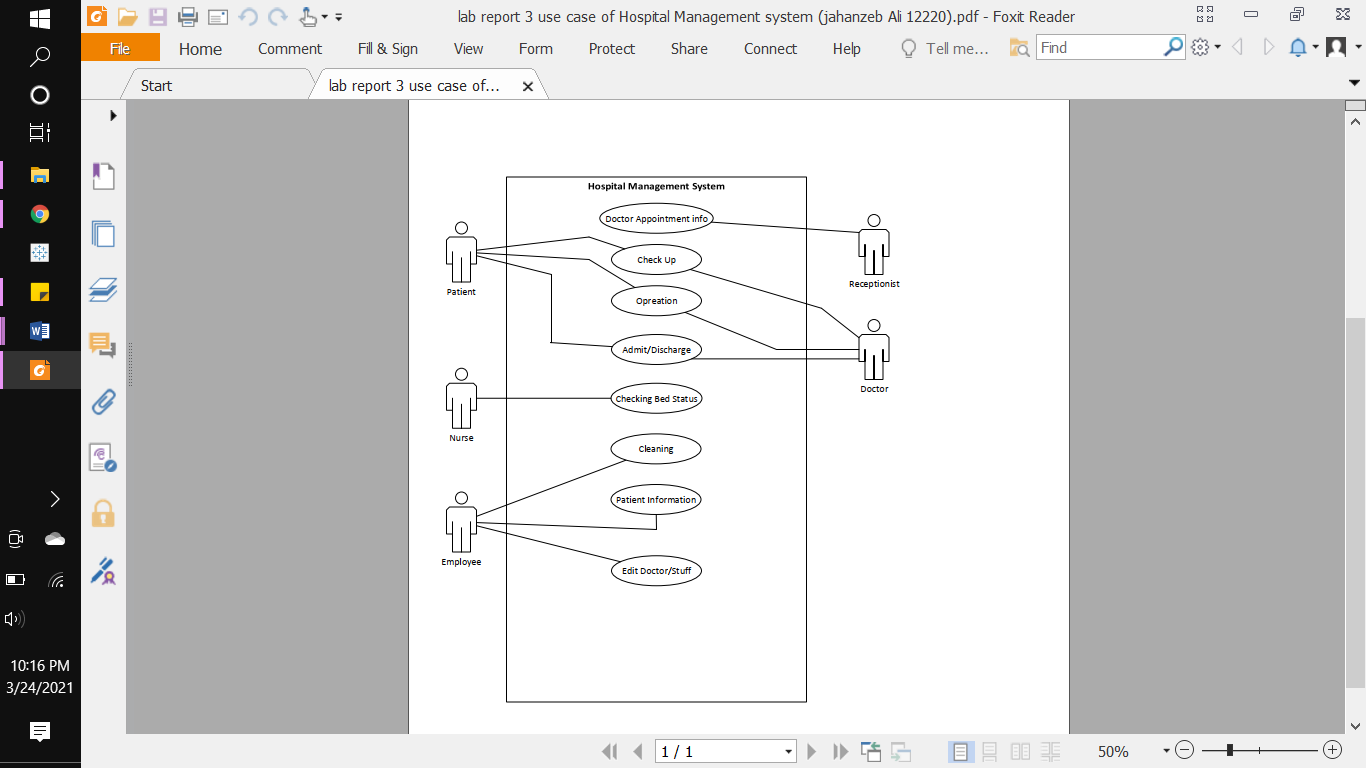 lab report 3 use case of Hospital Management system (jahanzeb Ali 12220).pdf - Foxit Reader
File Home Comment Fill & Sign View Form Protect Share Connect Help Tell me... Find
Start lab report 3 use case of...
Hospital Management System
Doctor Appointment info
Check Up
Opreation
Admit/Discharge
Checking Bed Status
Cleaning
Patient Information
Edit Doctor/Stuff
Patient
Nurse
Employee
Receptionist
Doctor
10:16 PM
3/24/2021
1 / 1
50%